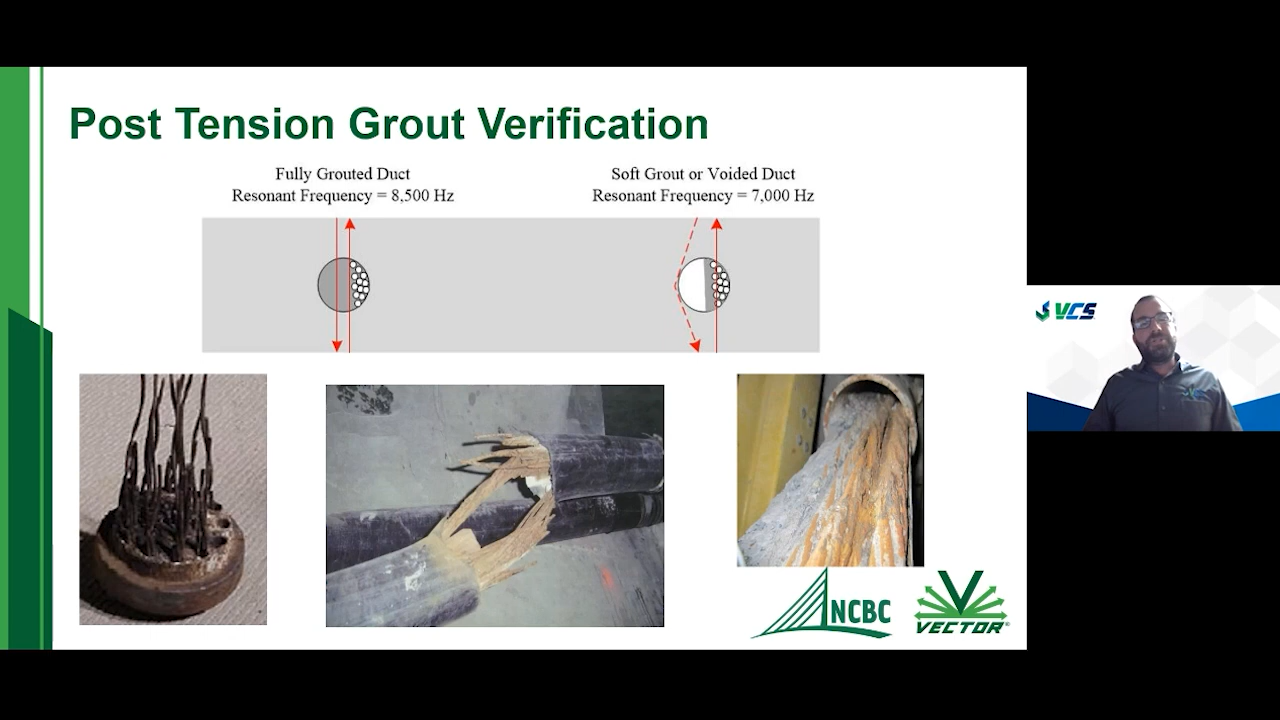 Post Tension Grout Verification
Fully Grouted Duct
Resonant Frequency = 8,500 Hz
Soft Grout or Voided Duct
Resonant Frequency = 7,000 Hz
VCS
NCBC
VECTOR®